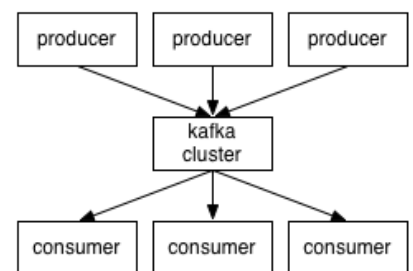 producer
producer
producer
kafka
cluster
consumer
consumer
consumer